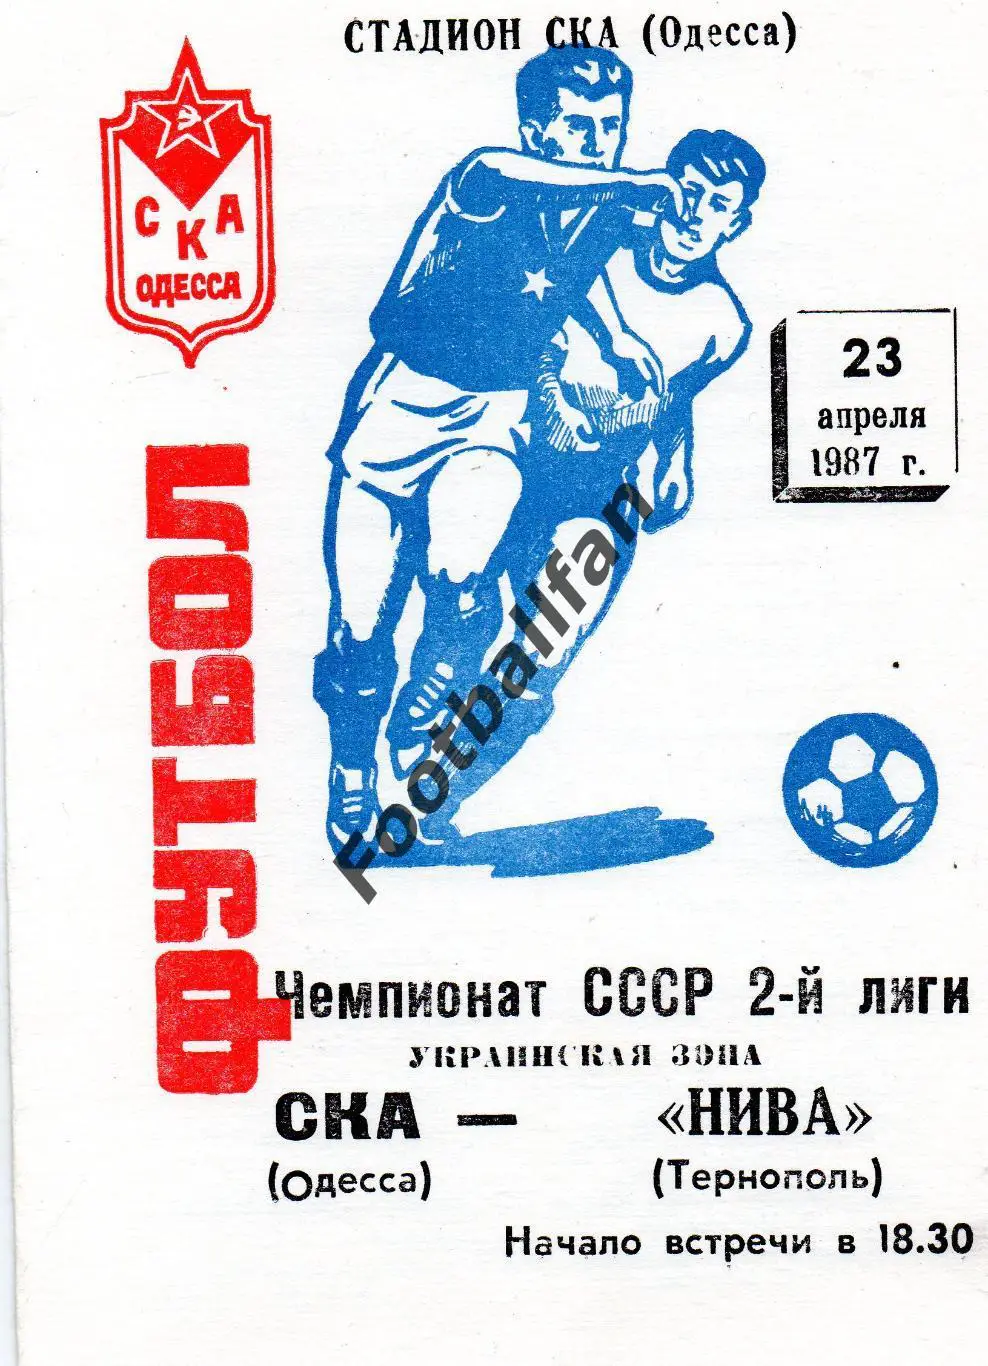 СТАДИОН СКА (Одесса)
СКА
ОДЕССА
23
апреля
1987 г.
ФУТБОЛ
Footballfan
Чемпионат СССР 2-й лиги
УКРАИНСКАЯ ЗОНА
СКА — «НИВА»
(Одесса) (Тернополь)
Начало встречи в 18.30